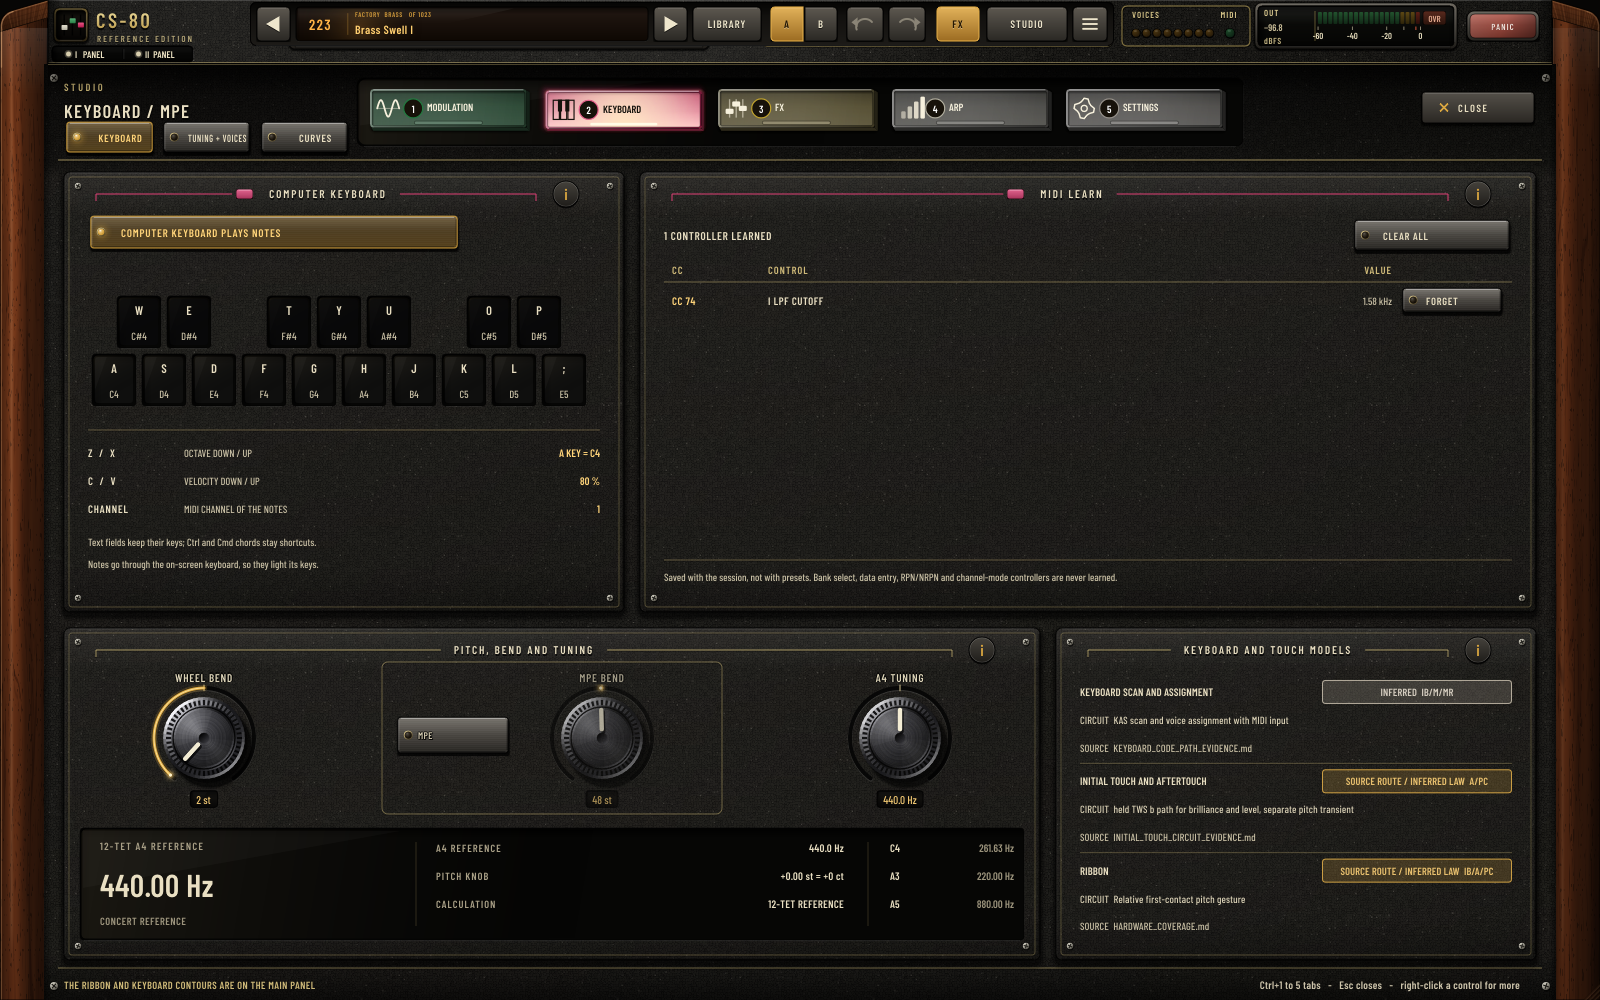 CS-80
REFERENCE EDITION
I PANEL
II PANEL
223
FACTORY BRASS OF 1023
Brass Swell I
LIBRARY
A
B
FX
STUDIO
VOICES
MIDI
OUT
-96.8
dBFS
-60
-40
-20
0
OVR
PANIC
STUDIO
KEYBOARD / MPE
1 MODULATION
2 KEYBOARD
3 FX
4 ARP
5 SETTINGS
CLOSE
KEYBOARD
TUNING + VOICES
CURVES
COMPUTER KEYBOARD
i
COMPUTER KEYBOARD PLAYS NOTES
W
E
T
Y
U
O
P
C#4
D#4
F#4
G#4
A#4
C#5
D#5
A
S
D
F
G
H
J
K
L
;
C4
D4
E4
F4
G4
A4
B4
C5
D5
E5
Z / X
OCTAVE DOWN / UP
A KEY = C4
C / V
VELOCITY DOWN / UP
80 %
CHANNEL
MIDI CHANNEL OF THE NOTES
1
Text fields keep their keys; Ctrl and Cmd chords stay shortcuts.
Notes go through the on-screen keyboard, so they light its keys.
MIDI LEARN
i
1 CONTROLLER LEARNED
CLEAR ALL
CC
CONTROL
VALUE
CC 74
I LPF CUTOFF
1.58 kHz
FORGET
Saved with the session, not with presets. Bank select, data entry, RPN/NRPN and channel-mode controllers are never learned.
PITCH, BEND AND TUNING
i
WHEEL BEND
2 st
MPE
MPE BEND
48 st
A4 TUNING
440.0 Hz
12-TET A4 REFERENCE
440.00 Hz
CONCERT REFERENCE
A4 REFERENCE
440.0 Hz
PITCH KNOB
+0.00 st = +0 ct
CALCULATION
12-TET REFERENCE
C4
261.63 Hz
A3
220.00 Hz
A5
880.00 Hz
KEYBOARD AND TOUCH MODELS
i
KEYBOARD SCAN AND ASSIGNMENT
INFERRED IB/M/MR
CIRCUIT KAS scan and voice assignment with MIDI input
SOURCE KEYBOARD_CODE_PATH_EVIDENCE.md
INITIAL TOUCH AND AFTERTOUCH
SOURCE ROUTE / INFERRED LAW A/PC
CIRCUIT held TWS b path for brilliance and level, separate pitch transient
SOURCE INITIAL_TOUCH_CIRCUIT_EVIDENCE.md
RIBBON
SOURCE ROUTE / INFERRED LAW IB/A/PC
CIRCUIT Relative first-contact pitch gesture
SOURCE HARDWARE_COVERAGE.md
THE RIBBON AND KEYBOARD CONTOURS ARE ON THE MAIN PANEL
Ctrl+1 to 5 tabs - Esc closes - right-click a control for more